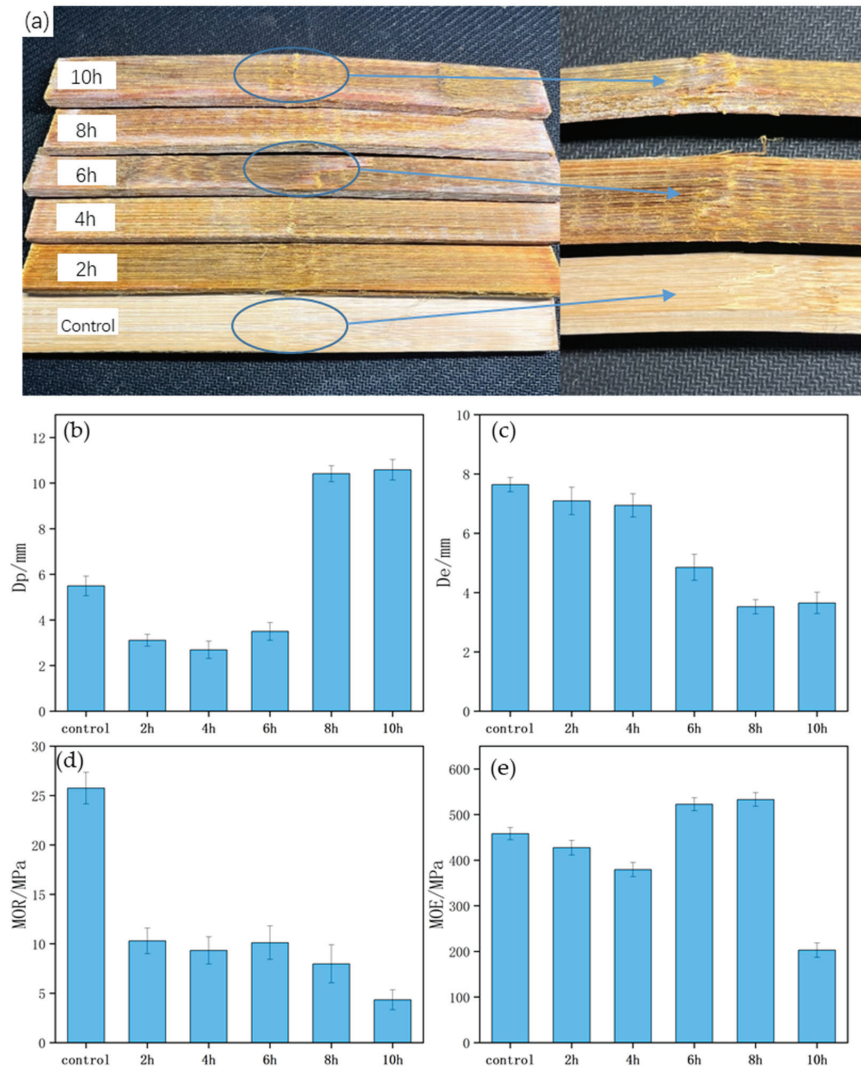 (a)
10h
8h
6h
4h
2h
Control
(b)
Dp/mm
12
10
8
6
4
2
0
control 2h 4h 6h 8h 10h
(c)
De/mm
10
8
6
4
2
0
control 2h 4h 6h 8h 10h
(d)
MOR/MPa
30
25
20
15
10
5
0
control 2h 4h 6h 8h 10h
(e)
MOE/MPa
600
500
400
300
200
100
0
control 2h 4h 6h 8h 10h